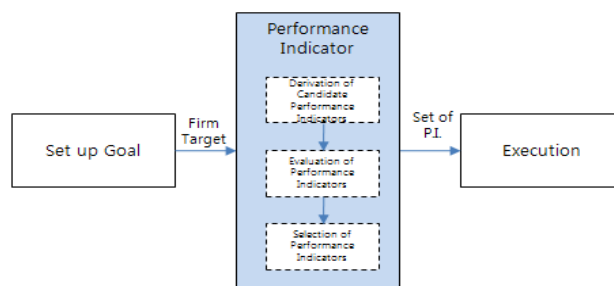 Performance
Indicator
Derivation of
Candidate
Performance
Indicators
Firm
Target
Set of
P.I.
Set up Goal
Evaluation of
Performance
Indicators
Execution
Selection of
Performance
Indicators